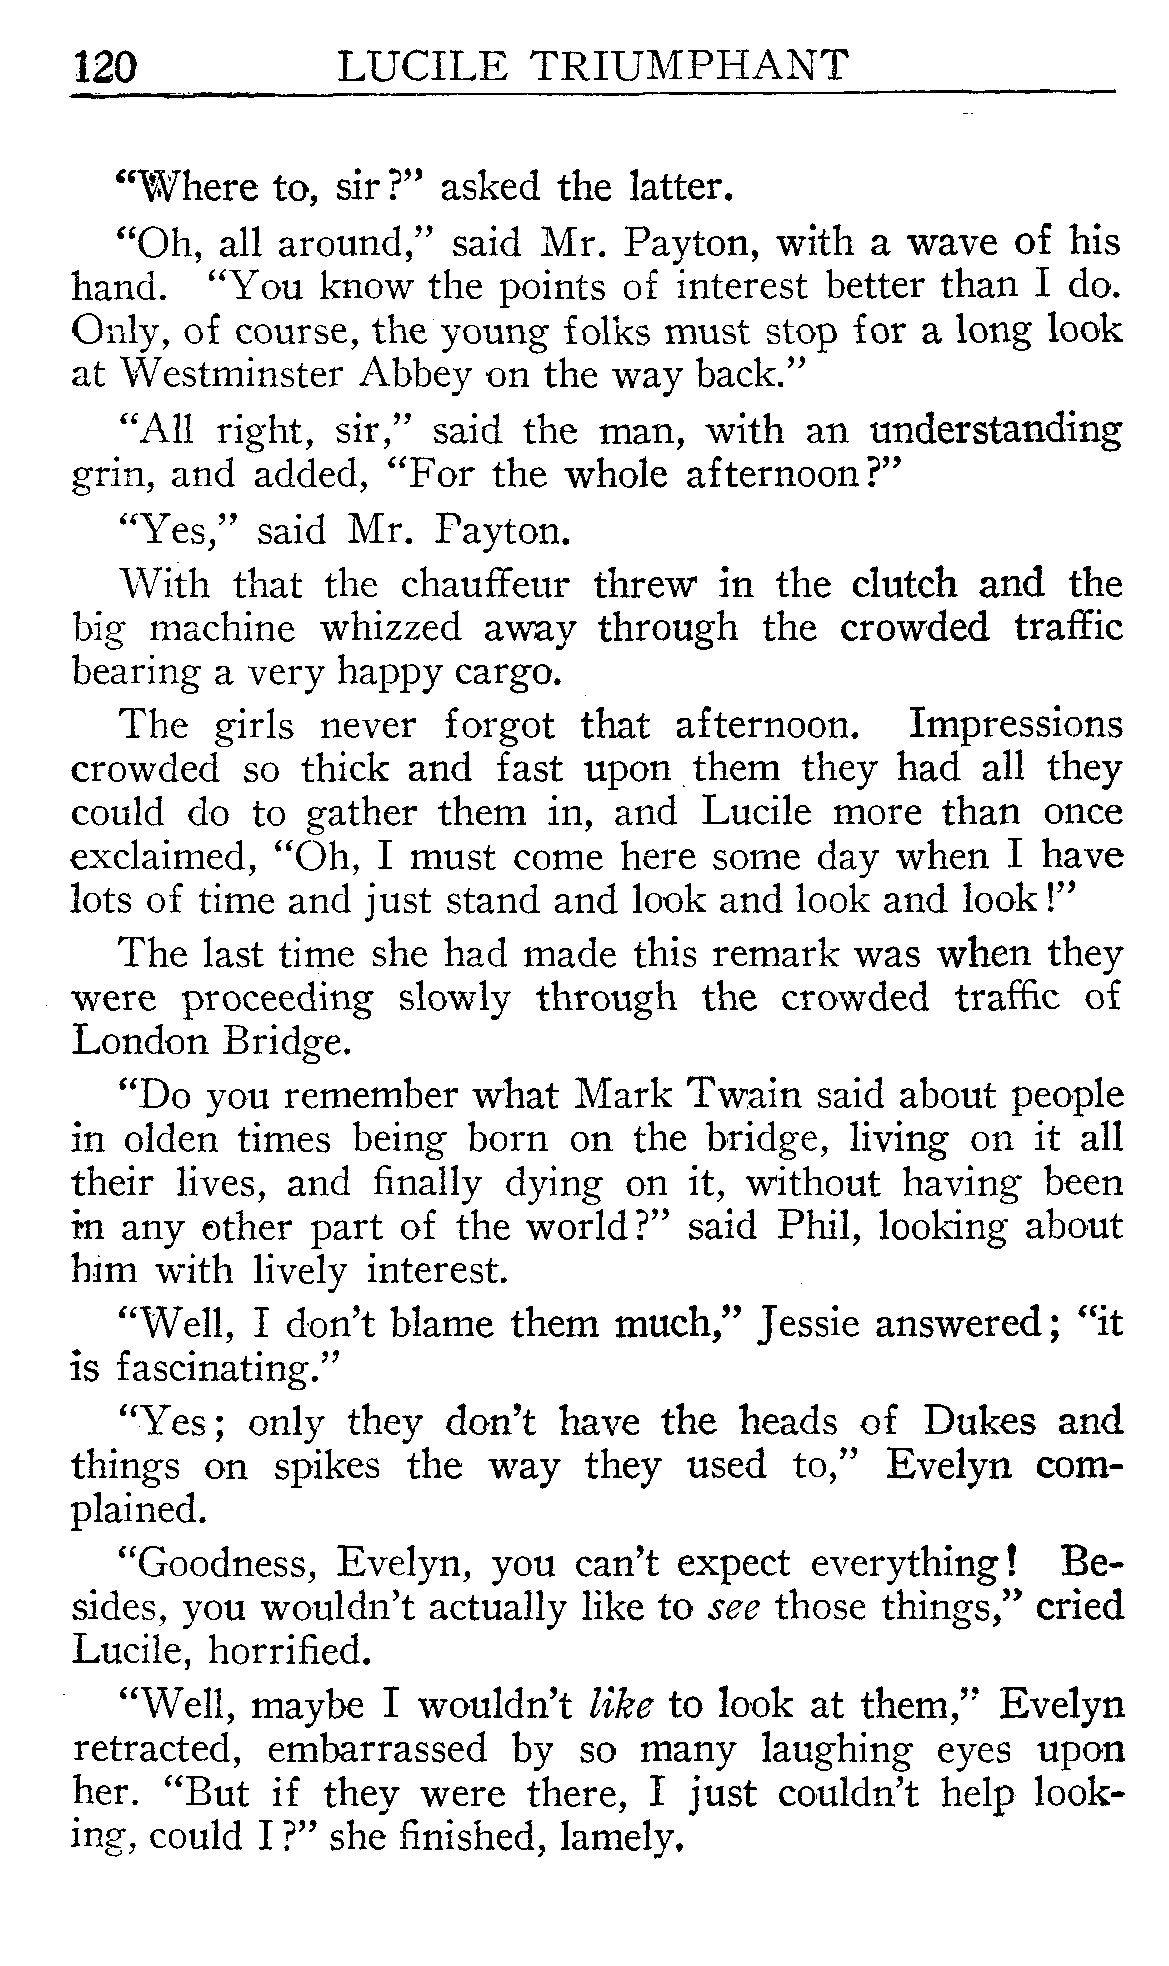 120 LUCILE TRIUMPHANT
“Where to, sir?” asked the latter.
“Oh, all around,” said Mr. Payton, with a wave of his
hand. “You know the points of interest better than I do.
Only, of course, the young folks must stop for a long look
at Westminster Abbey on the way back.”
“All right, sir,” said the man, with an understanding
grin, and added, “For the whole afternoon?”
“Yes,” said Mr. Payton.
With that the chauffeur threw in the clutch and the
big machine whizzed away through the crowded traffic
bearing a very happy cargo.
The girls never forgot that afternoon. Impressions
crowded so thick and fast upon them they had all they
could do to gather them in, and Lucile more than once
exclaimed, “Oh, I must come here some day when I have
lots of time and just stand and look and look and look!”
The last time she had made this remark was when they
were proceeding slowly through the crowded traffic of
London Bridge.
“Do you remember what Mark Twain said about people
in olden times being born on the bridge, living on it all
their lives, and finally dying on it, without having been
in any other part of the world?” said Phil, looking about
him with lively interest.
“Well, I don’t blame them much,” Jessie answered; “it
is fascinating.”
“Yes; only they don’t have the heads of Dukes and
things on spikes the way they used to,” Evelyn com-
plained.
“Goodness, Evelyn, you can’t expect everything! Be-
sides, you wouldn’t actually like to see those things,” cried
Lucile, horrified.
“Well, maybe I wouldn’t like to look at them,” Evelyn
retracted, embarrassed by so many laughing eyes upon
her. “But if they were there, I just couldn’t help look-
ing, could I?” she finished, lamely.